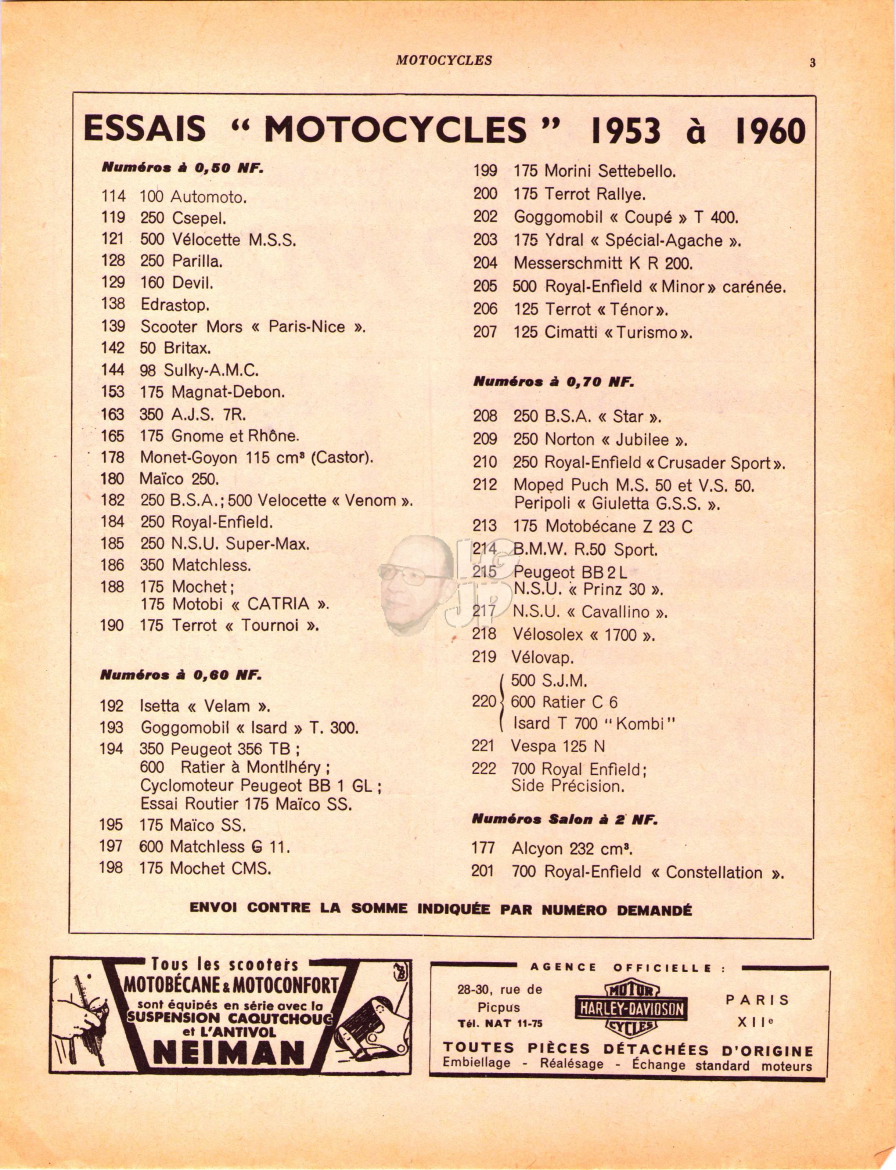 MOTOCYCLES
3
ESSAIS “ MOTOCYCLES ” 1953 à 1960
Numéros à 0,50 NF.
114 100 Automoto.
119 250 Csepel.
121 500 Vélocette M.S.S.
128 250 Parilla.
129 160 Devil.
138 Edrastop.
139 Scooter Mors « Paris-Nice ».
142 50 Britax.
144 98 Sulky-A.M.C.
153 175 Magnat-Debon.
163 350 A.J.S. 7R.
165 175 Gnome et Rhône.
178 Monet-Goyon 115 cm³ (Castor).
180 Maïco 250.
182 250 B.S.A. ; 500 Velocette « Venom ».
184 250 Royal-Enfield.
185 250 N.S.U. Super-Max.
186 350 Matchless.
188 175 Mochet ;
175 Motobi « CATRIA ».
190 175 Terrot « Tournoi ».
Numéros à 0,60 NF.
192 Isetta « Velam ».
193 Goggomobil « Isard » T. 300.
194 350 Peugeot 356 TB ;
600 Ratier à Montlhéry ;
Cyclomoteur Peugeot BB 1 GL ;
Essai Routier 175 Maïco SS.
195 175 Maïco SS.
197 600 Matchless G 11.
198 175 Mochet CMS.
199 175 Morini Settebello.
200 175 Terrot Rallye.
202 Goggomobil « Coupé » T 400.
203 175 Ydral « Spécial-Agache ».
204 Messerschmitt K R 200.
205 500 Royal-Enfield « Minor » carénée.
206 125 Terrot « Ténor ».
207 125 Cimatti « Turismo ».
Numéros à 0,70 NF.
208 250 B.S.A. « Star ».
209 250 Norton « Jubilee ».
210 250 Royal-Enfield « Crusader Sport ».
212 Moped Puch M.S. 50 et V.S. 50.
Peripoli « Giuletta G.S.S. ».
213 175 Motobécane Z 23 C
214 B.M.W. R.50 Sport.
215 Peugeot BB 2 L
N.S.U. « Prinz 30 ».
217 N.S.U. « Cavallino ».
218 Vélosolex « 1700 ».
219 Vélovap.
500 S.J.M.
220 600 Ratier C 6
Isard T 700 "Kombi"
221 Vespa 125 N
222 700 Royal Enfield ;
Side Précision.
Numéros Salon à 2 NF.
177 Alcyon 232 cm³.
201 700 Royal-Enfield « Constellation ».
ENVOI CONTRE LA SOMME INDIQUÉE PAR NUMÉRO DEMANDÉ
LG
JP
Tous les scooters
MOTOBÉCANE & MOTOCONFORT
sont équipés en série avec la
SUSPENSION CAOUTCHOUC
et L'ANTIVOL
NEIMAN
AGENCE OFFICIELLE :
28-30, rue de
Picpus
Tél. NAT 11-75
MOTOR
HARLEY-DAVIDSON
CYCLES
PARIS
XIIe
TOUTES PIÈCES DÉTACHÉES D'ORIGINE
Embiellage - Réalésage - Échange standard moteurs